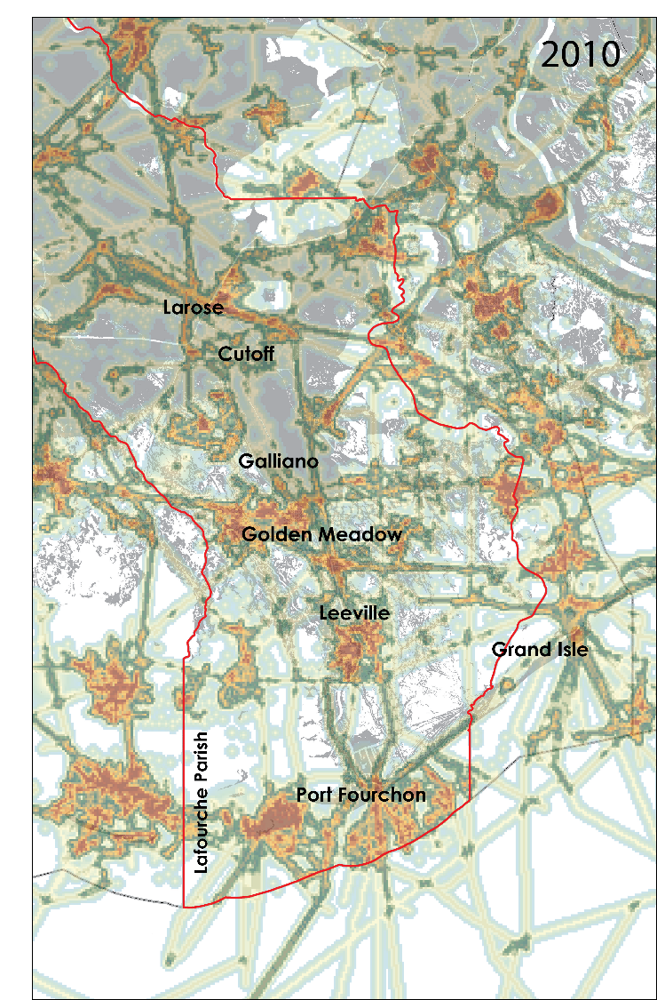 2010
Larose
Cutoff
Galliano
Golden Meadow
Leeville
Grand Isle
Port Fourchon
Lafourche Parish